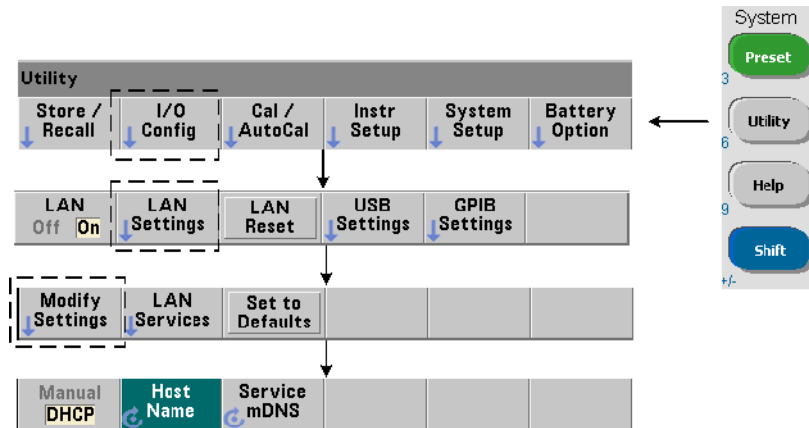 System
Preset
3
Utility
6
Help
9
Shift
+/-
Utility
Store / Recall
I/O Config
Cal / AutoCal
Instr Setup
System Setup
Battery Option
LAN Off On
LAN Settings
LAN Reset
USB Settings
GPIB Settings
Modify Settings
LAN Services
Set to Defaults
Manual DHCP
Host Name
Service mDNS